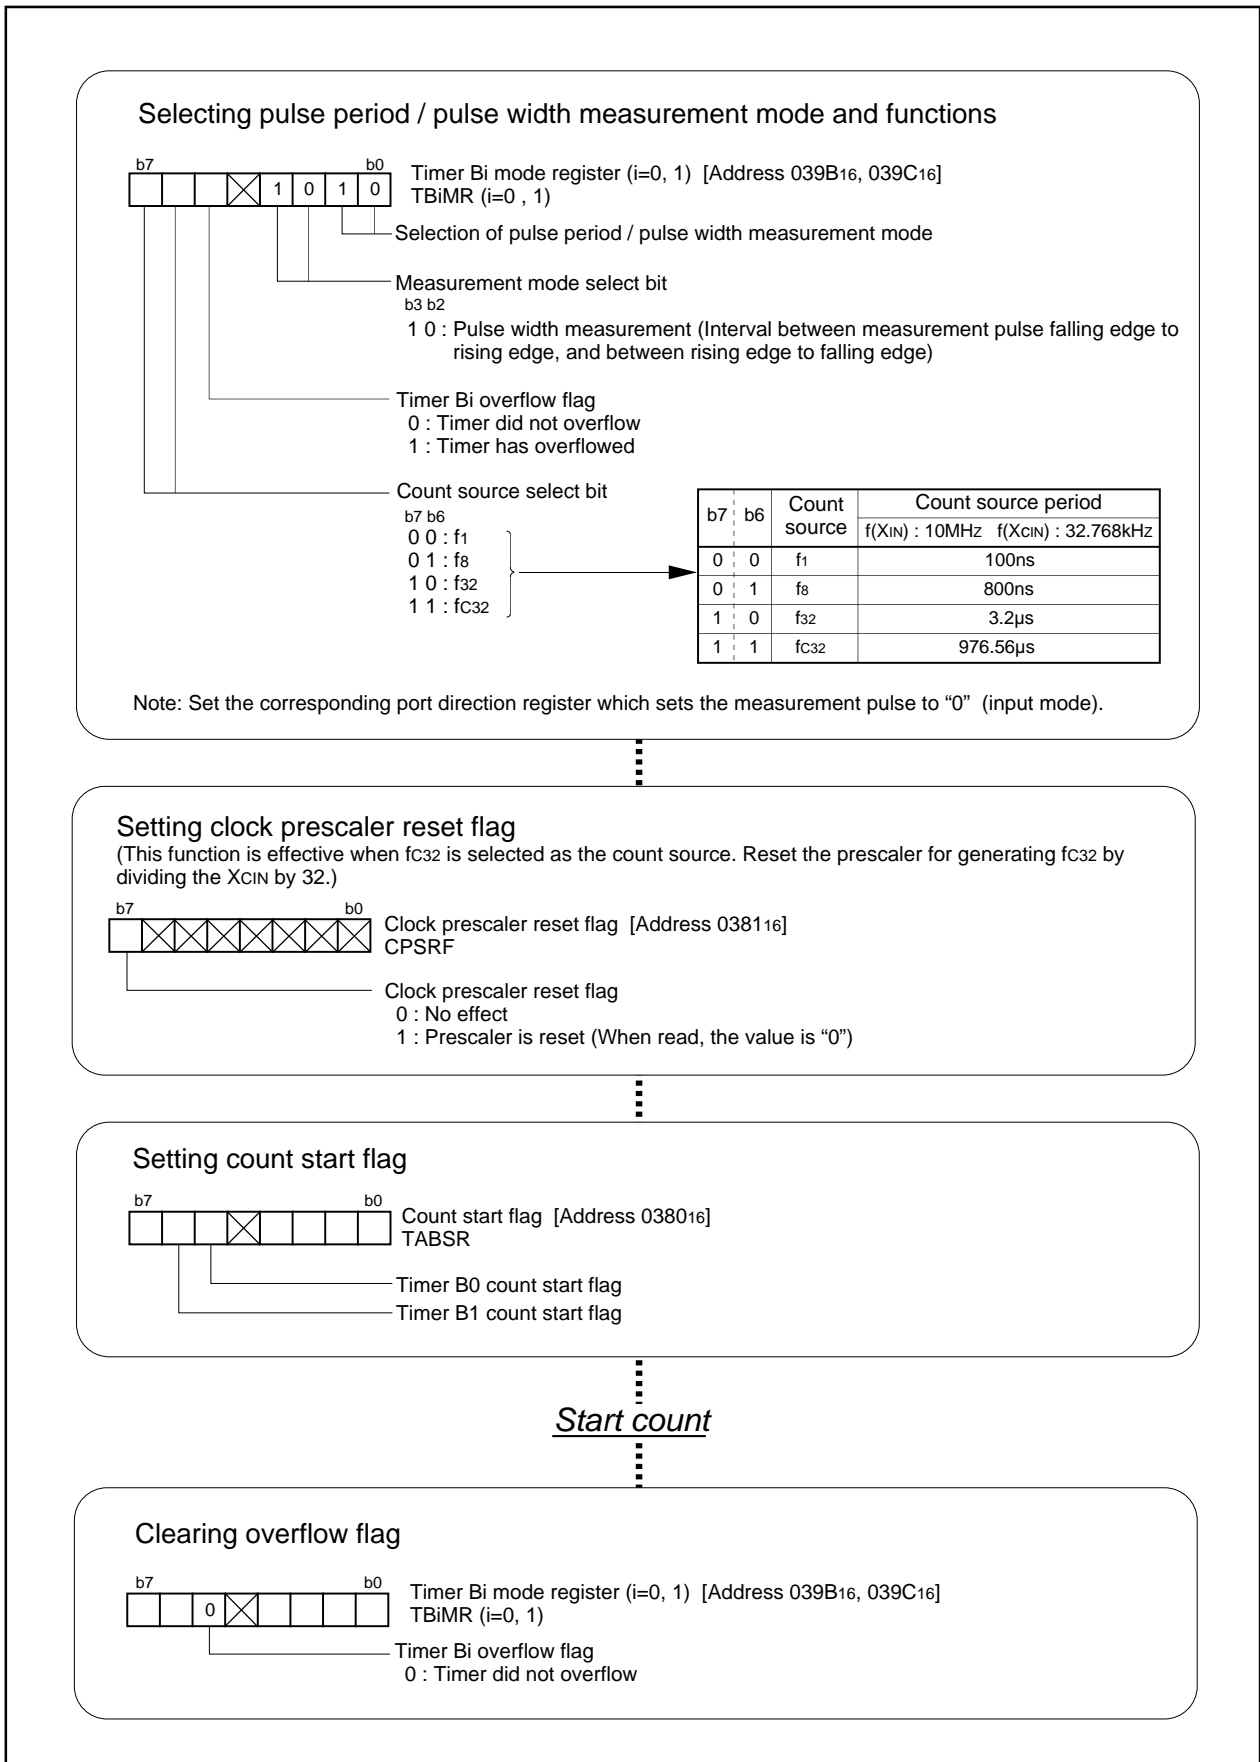 Selecting pulse period / pulse width measurement mode and functions
b7 b0
1 0 1 0
Timer Bi mode register (i=0, 1) [Address 039B16, 039C16]
TBiMR (i=0 , 1)
Selection of pulse period / pulse width measurement mode
Measurement mode select bit
b3 b2
1 0 : Pulse width measurement (Interval between measurement pulse falling edge to
rising edge, and between rising edge to falling edge)
Timer Bi overflow flag
0 : Timer did not overflow
1 : Timer has overflowed
Count source select bit
b7 b6
0 0 : f1
0 1 : f8
1 0 : f32
1 1 : fC32
b7 b6 Count source Count source period
f(XIN) : 10MHz f(XCIN) : 32.768kHz
0 0 f1 100ns
0 1 f8 800ns
1 0 f32 3.2µs
1 1 fC32 976.56µs
Note: Set the corresponding port direction register which sets the measurement pulse to “0” (input mode).
Setting clock prescaler reset flag
(This function is effective when fC32 is selected as the count source. Reset the prescaler for generating fC32 by
dividing the XCIN by 32.)
b7 b0
Clock prescaler reset flag [Address 038116]
CPSRF
Clock prescaler reset flag
0 : No effect
1 : Prescaler is reset (When read, the value is “0”)
Setting count start flag
b7 b0
Count start flag [Address 038016]
TABSR
Timer B0 count start flag
Timer B1 count start flag
Start count
Clearing overflow flag
b7 b0
0
Timer Bi mode register (i=0, 1) [Address 039B16, 039C16]
TBiMR (i=0, 1)
Timer Bi overflow flag
0 : Timer did not overflow